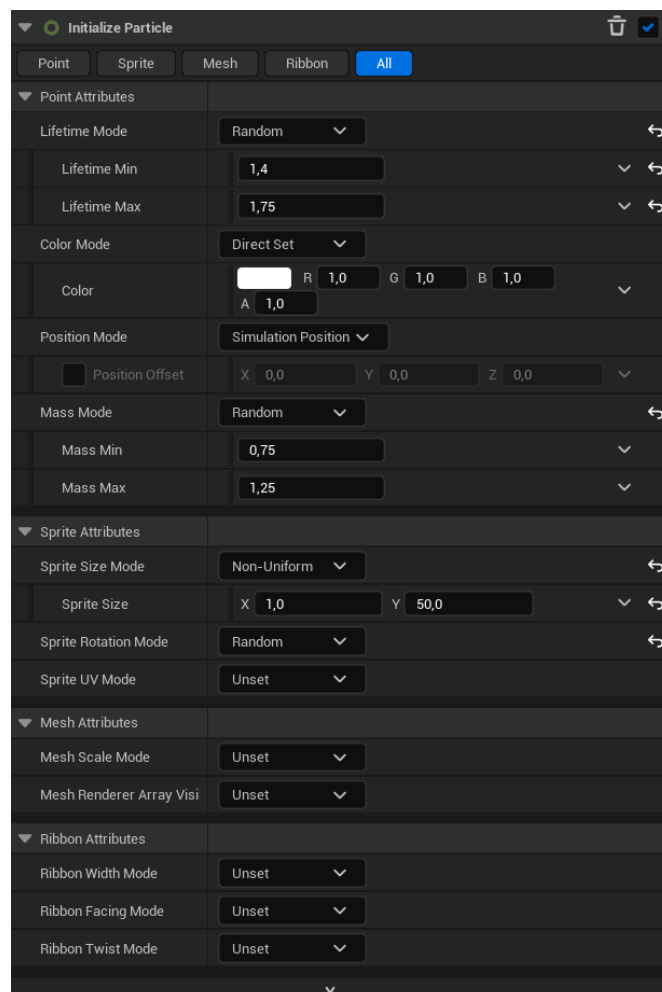 Initialize Particle
Point Sprite Mesh Ribbon All
Point Attributes
Lifetime Mode Random
Lifetime Min 1,4
Lifetime Max 1,75
Color Mode Direct Set
R 1,0 G 1,0 B 1,0
Color
A 1,0
Position Mode Simulation Position
Position Offset X 0,0 Y 0,0 Z 0,0
Mass Mode Random
Mass Min 0,75
Mass Max 1,25
Sprite Attributes
Sprite Size Mode Non-Uniform
Sprite Size X 1,0 Y 50,0
Sprite Rotation Mode Random
Sprite UV Mode Unset
Mesh Attributes
Mesh Scale Mode Unset
Mesh Renderer Array Visi Unset
Ribbon Attributes
Ribbon Width Mode Unset
Ribbon Facing Mode Unset
Ribbon Twist Mode Unset